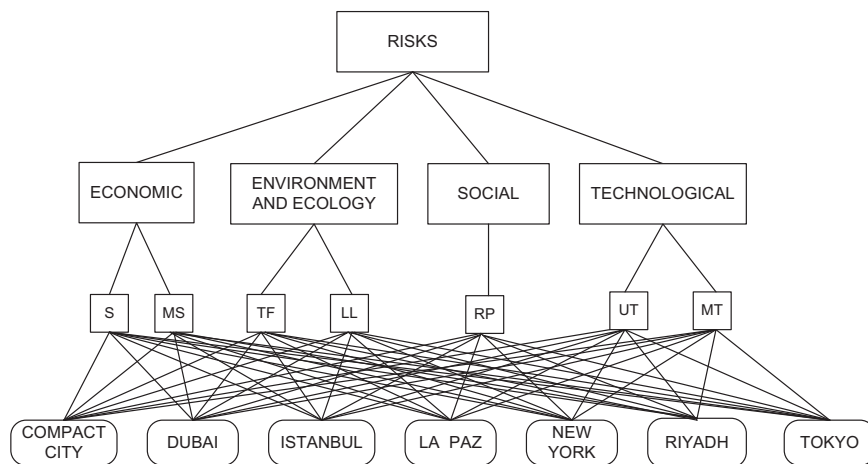 RISKS
ECONOMIC
ENVIRONMENT
AND ECOLOGY
SOCIAL
TECHNOLOGICAL
S
MS
TF
LL
RP
UT
MT
COMPACT
CITY
DUBAI
ISTANBUL
LA PAZ
NEW
YORK
RIYADH
TOKYO